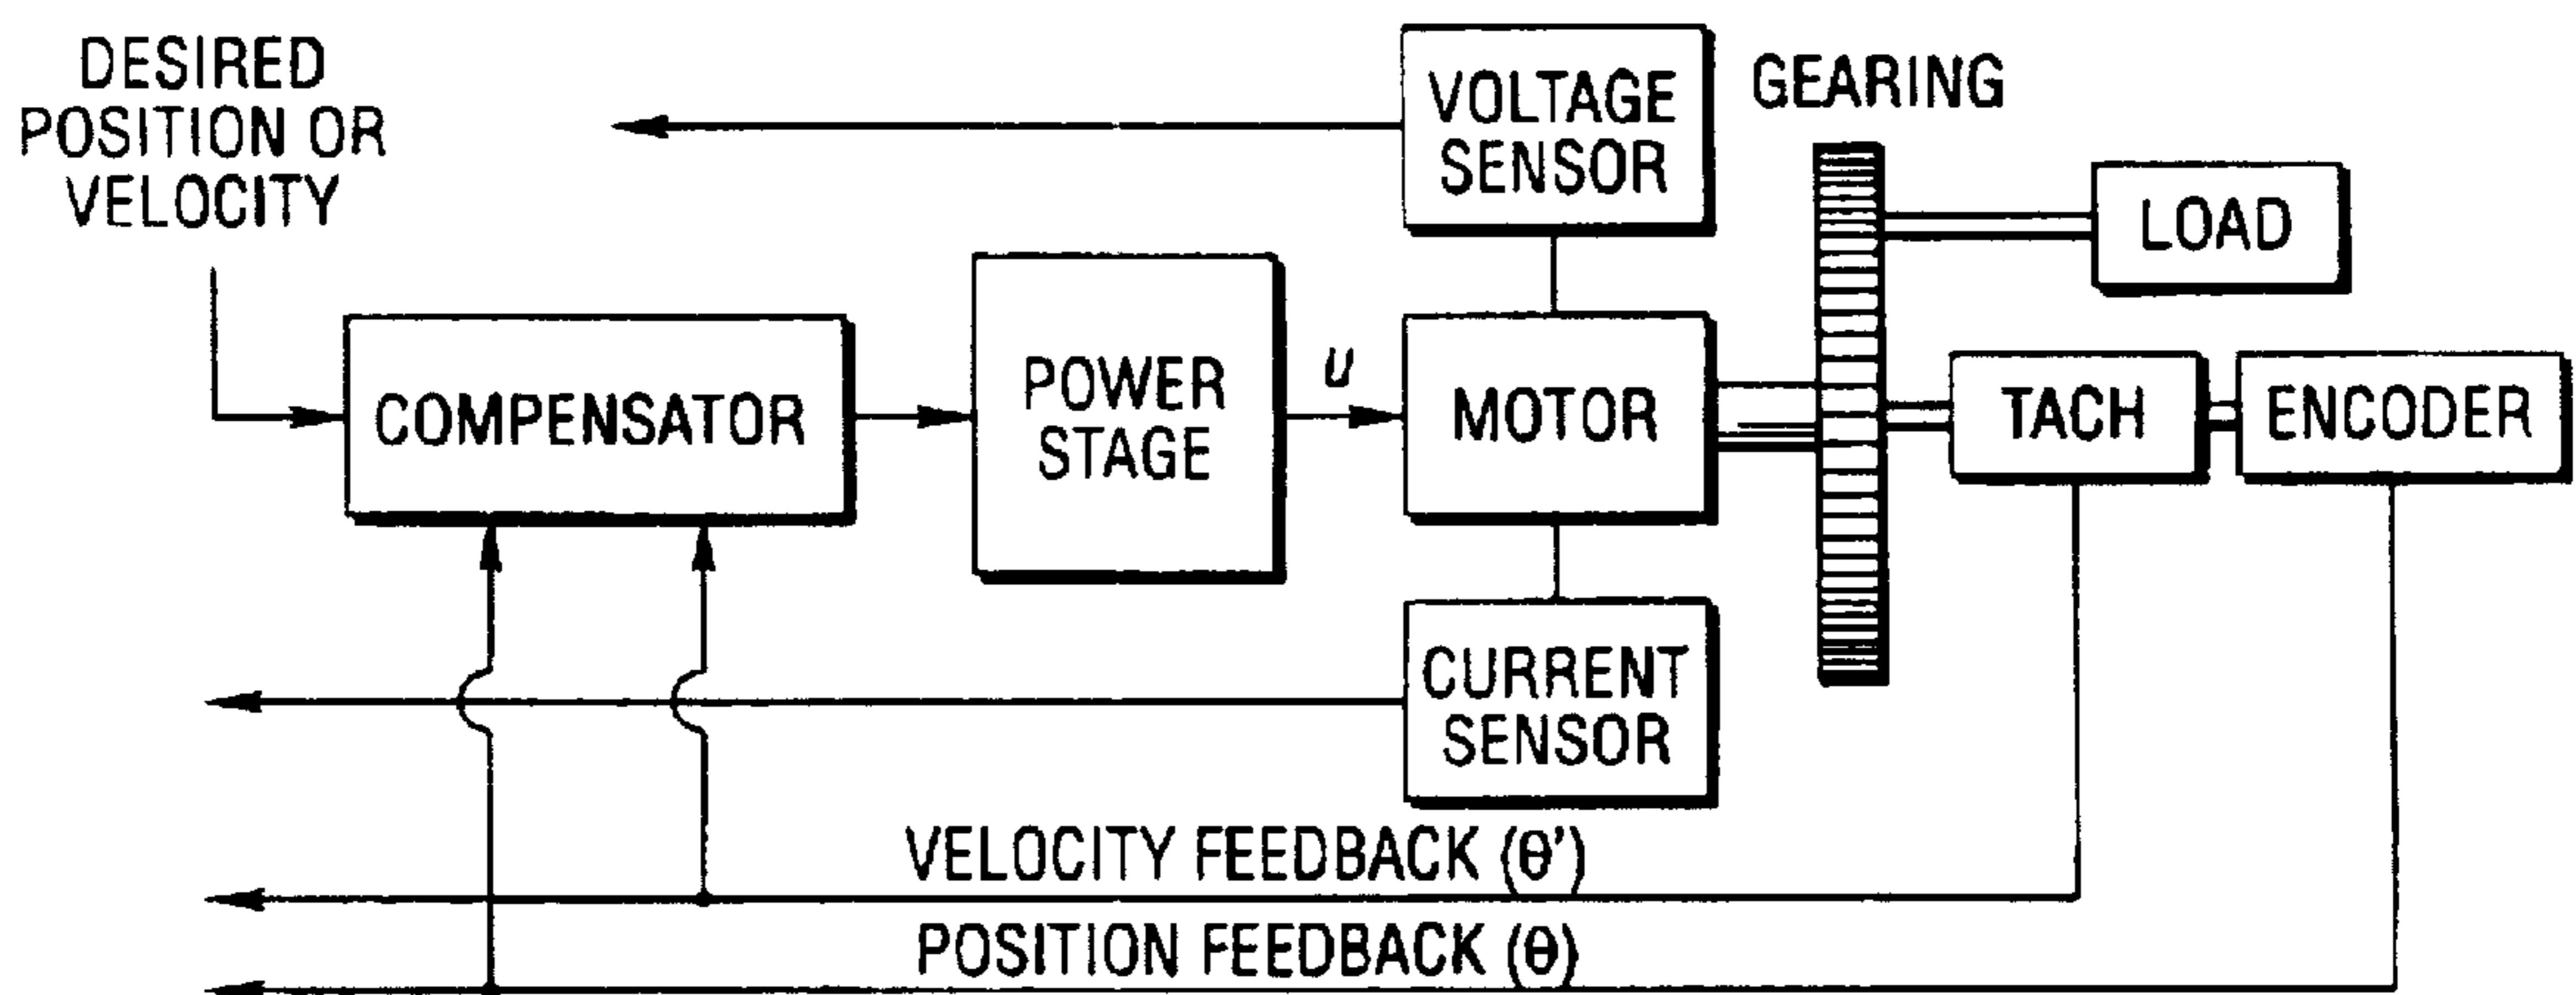 DESIRED
POSITION OR
VELOCITY
VOLTAGE
SENSOR
GEARING
LOAD
COMPENSATOR
POWER
STAGE
u
MOTOR
TACH
ENCODER
CURRENT
SENSOR
VELOCITY FEEDBACK (θ')
POSITION FEEDBACK (θ)